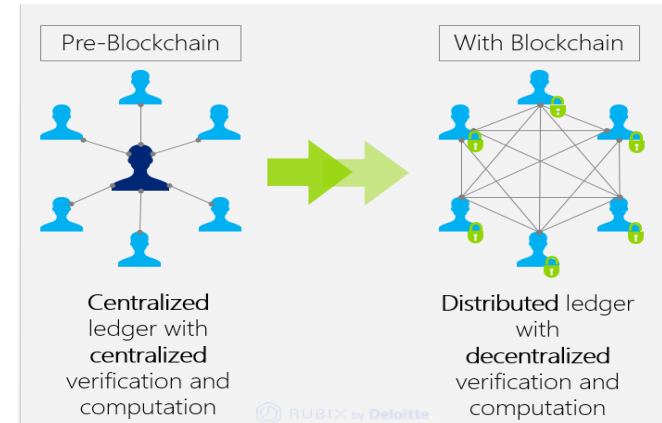 Pre-Blockchain
With Blockchain
Centralized
ledger with
centralized
verification and
computation
Distributed ledger
with
decentralized
verification and
computation
RUBIX by Deloitte